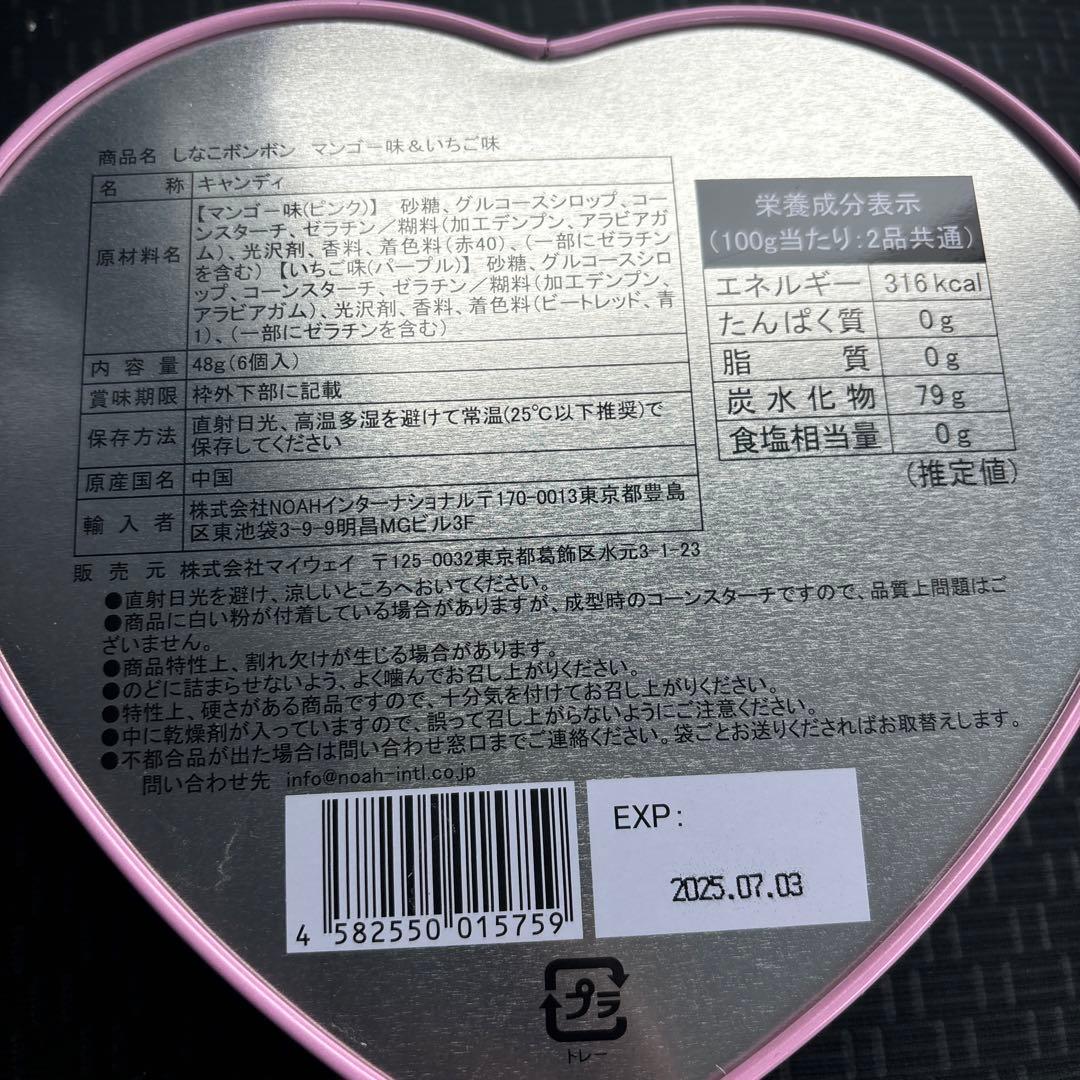 商品名 しなこボンボン マンゴー味＆いちご味
名称 キャンディ
原材料名
【マンゴー味(ピンク)】 砂糖、グルコースシロップ、コー
ンスターチ、ゼラチン／糊料(加工デンプン、アラビアガ
ム)、光沢剤、香料、着色料(赤40)、(一部にゼラチン
を含む) 【いちご味(パープル)】 砂糖、グルコースシロ
ップ、コーンスターチ、ゼラチン／糊料(加工デンプン、
アラビアガム)、光沢剤、香料、着色料(ビートレッド、青
1)、(一部にゼラチンを含む)
内容量 48g(6個入)
賞味期限 枠外下部に記載
保存方法
直射日光、高温多湿を避けて常温(25℃以下推奨)で
保存してください
原産国名 中国
輸入者
株式会社NOAHインターナショナル〒170-0013東京都豊島
区東池袋3-9-9明昌MGビル3F
販売元 株式会社マイウェイ 〒125-0032東京都葛飾区水元3-1-23
栄養成分表示
(100g当たり:2品共通)
エネルギー 316kcal
たんぱく質 0g
脂質 0g
炭水化物 79g
食塩相当量 0g
(推定値)
●直射日光を避け、涼しいところへおいてください。
●商品に白い粉が付着している場合がありますが、成型時のコーンスターチですので、品質上問題はご
ざいません。
●商品特性上、割れ欠けが生じる場合があります。
●のどに詰まらせないよう、よく噛んでお召し上がりください。
●特性上、硬さがある商品ですので、十分気を付けてお召し上がりください。
●中に乾燥剤が入っていますので、誤って召し上がらないようにご注意ください。
●不都合品が出た場合は問い合わせ窓口までご連絡ください。袋ごとお送りくださればお取替えします。
問い合わせ先 info@noah-intl.co.jp
4 582550 015759
EXP:
2025.07.03
プラ
トレー